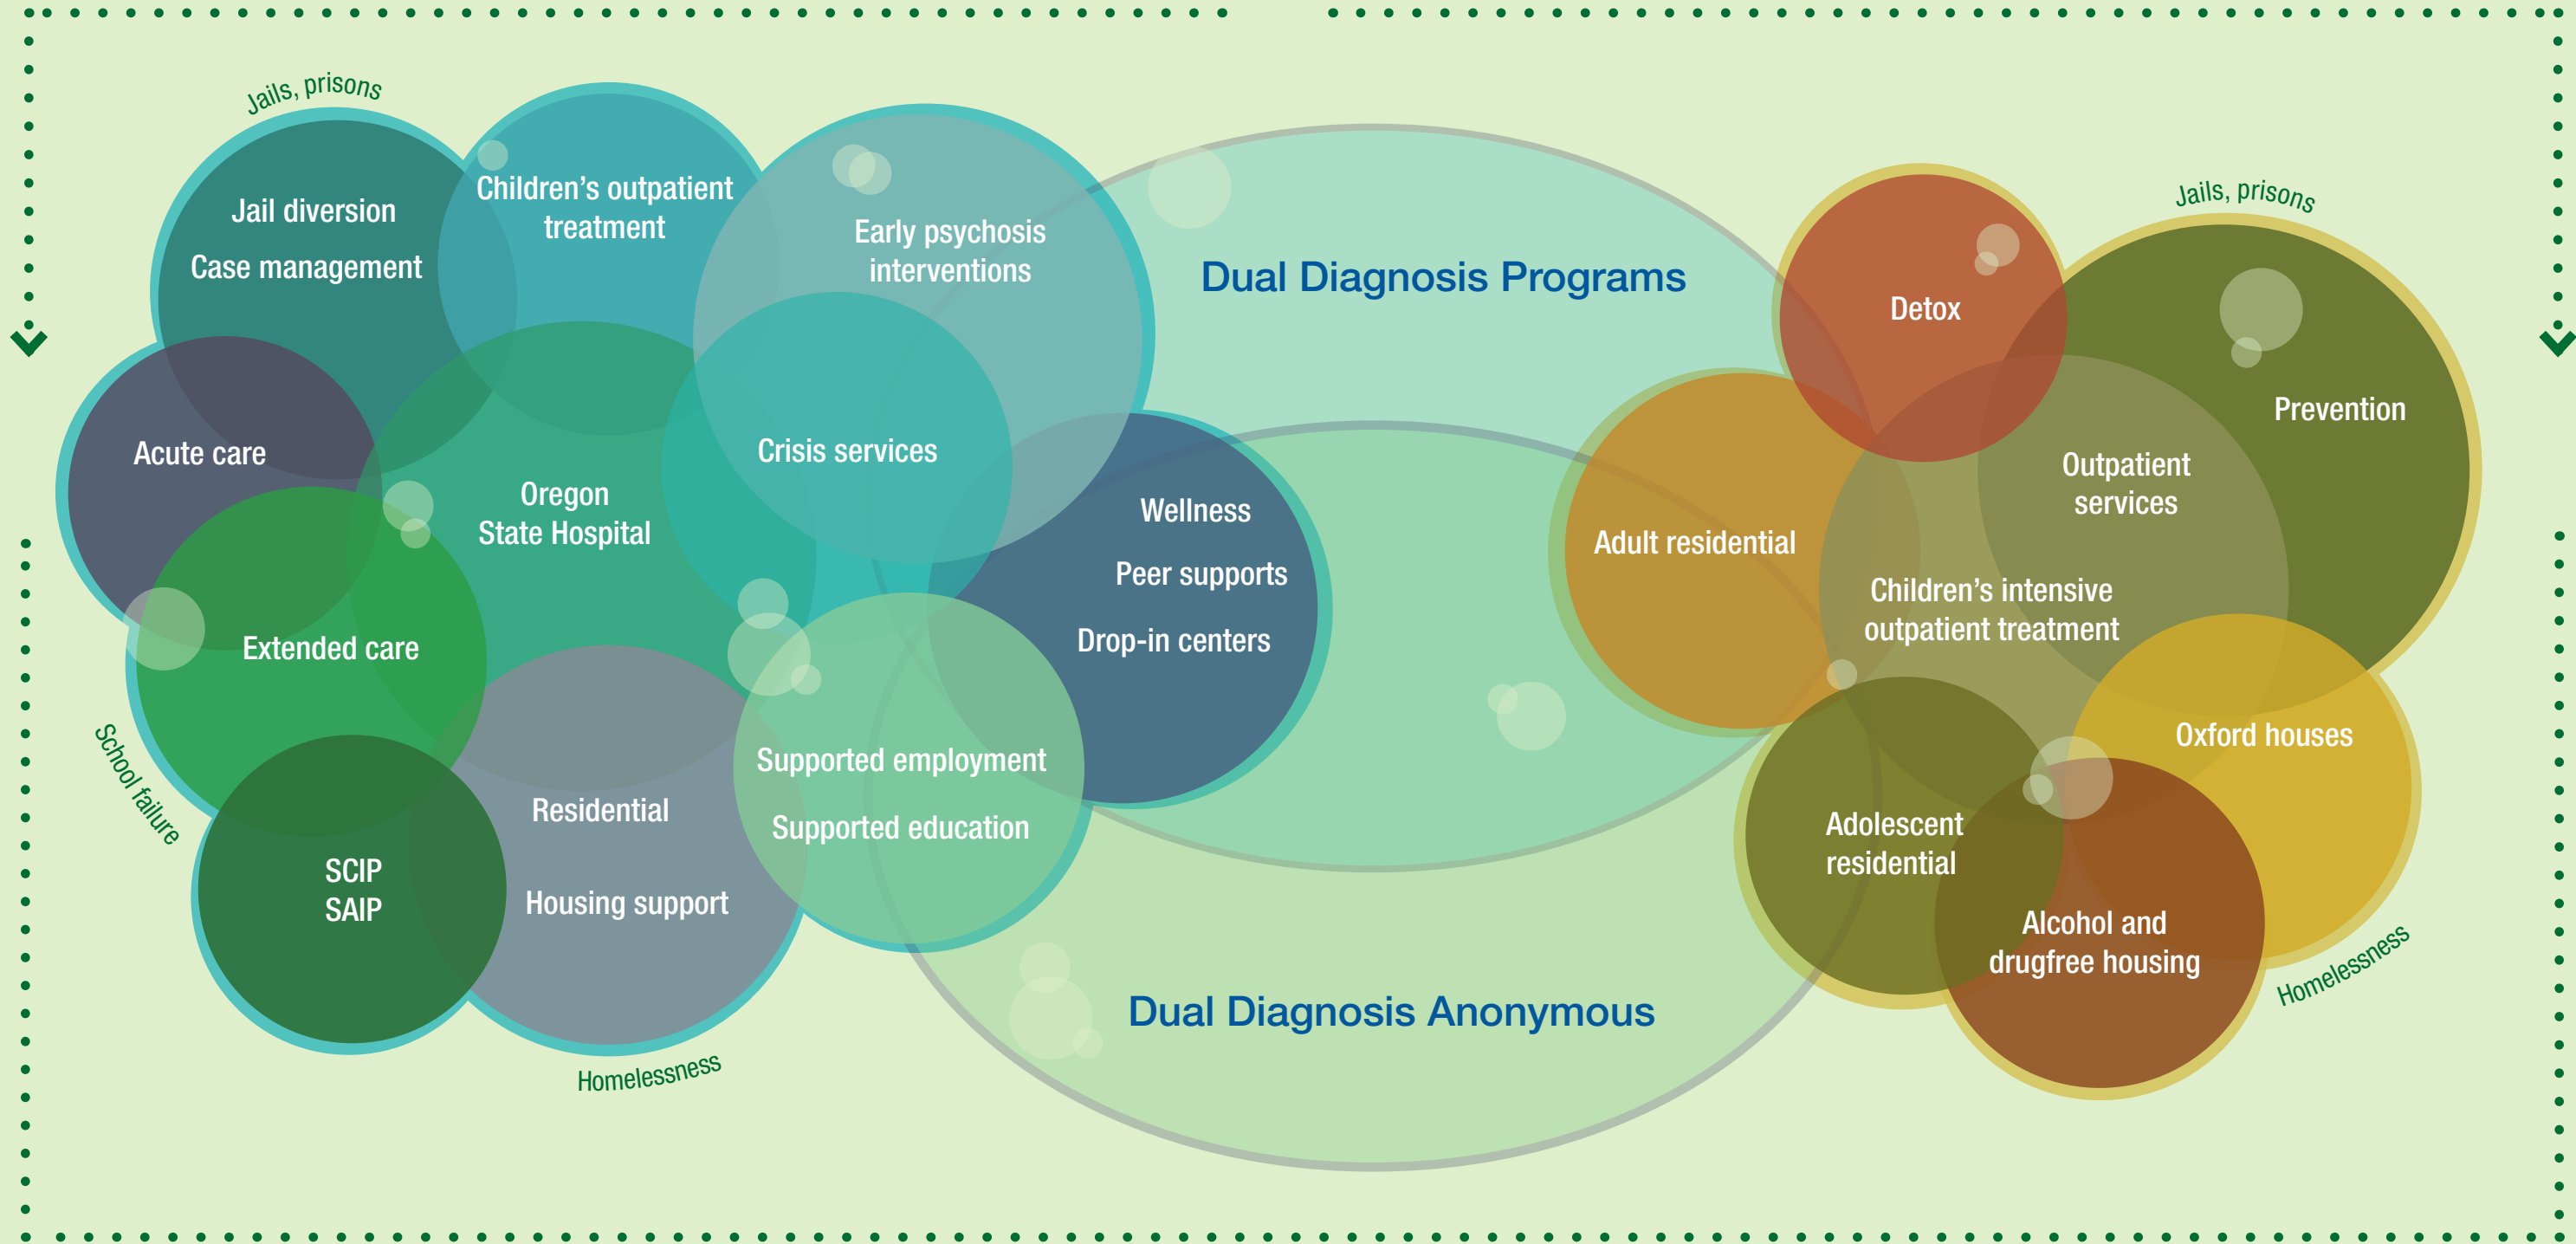 Jails, prisons
Jail diversion
Case management
Children's outpatient
treatment
Early psychosis
interventions
Acute care
Oregon
State Hospital
Crisis services
Wellness
Peer supports
Drop-in centers
Extended care
School failure
SCIP
SAIP
Residential
Housing support
Supported employment
Supported education
Homelessness
Dual Diagnosis Programs
Dual Diagnosis Anonymous
Jails, prisons
Detox
Prevention
Outpatient
services
Adult residential
Children's intensive
outpatient treatment
Oxford houses
Adolescent
residential
Alcohol and
drugfree housing
Homelessness